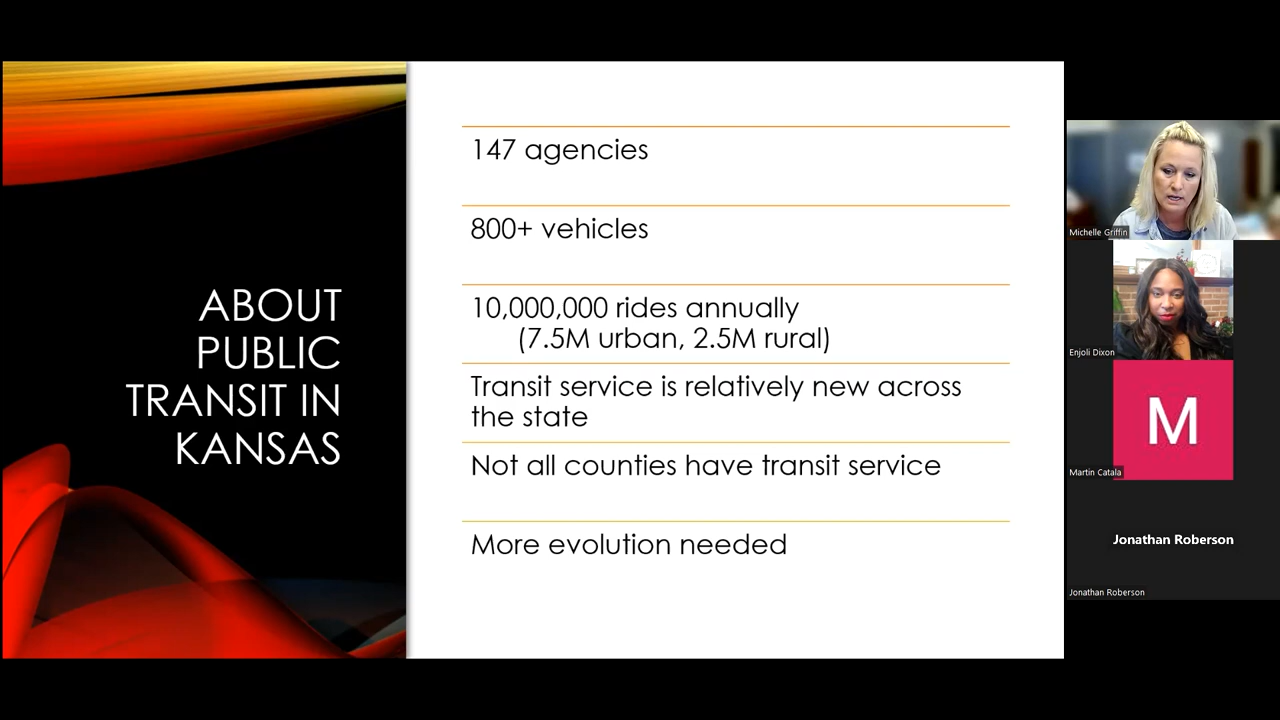 ABOUT
PUBLIC
TRANSIT IN
KANSAS
147 agencies
800+ vehicles
10,000,000 rides annually
(7.5M urban, 2.5M rural)
Transit service is relatively new across
the state
Not all counties have transit service
More evolution needed
Michelle Griffin
Enjoli Dixon
M
Martin Catala
Jonathan Roberson
Jonathan Roberson